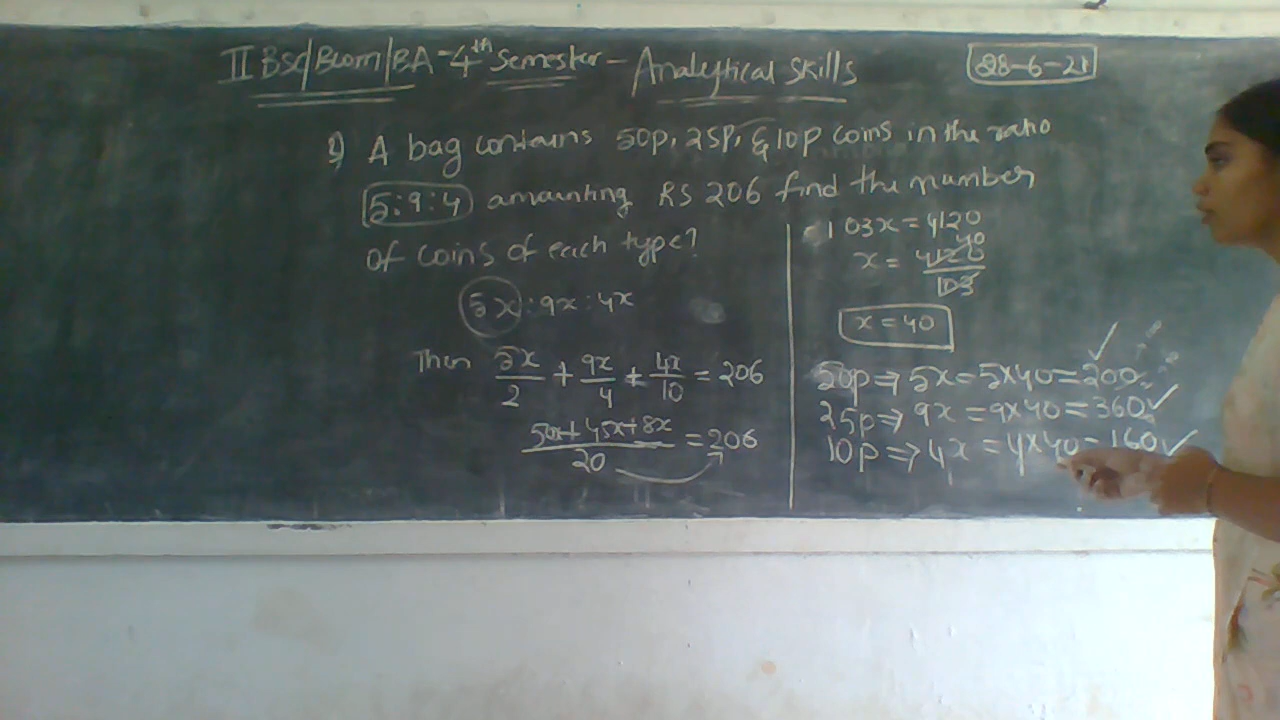 II BSc/Bcom/BA - 4th Semester - Analytical Skills
28-6-21
A bag contains 50p, 25p, & 10p coins in the ratio
5:9:4 amounting RS 206 find the number
of coins of each type?
5x : 9x : 4x
Then 5x/2 + 9x/4 + 4x/10 = 206
50x + 45x + 8x / 20 = 206
103x = 4120
x = 4120/103 40
x = 40
50p ⇒ 5x = 5x40 = 200 ✓
25p ⇒ 9x = 9x40 = 360 ✓
10p ⇒ 4x = 4x40 = 160 ✓